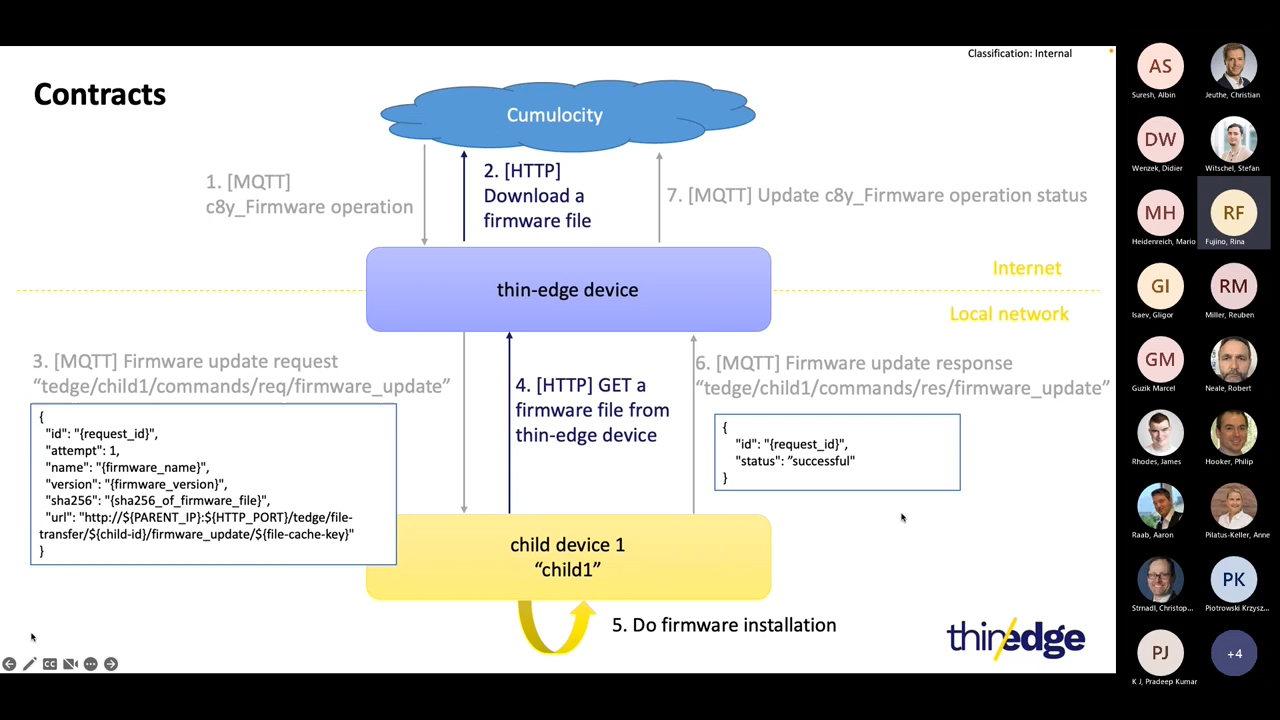 Classification: Internal
Contracts
Cumulocity
1. [MQTT]
c8y_Firmware operation
2. [HTTP]
Download a
firmware file
7. [MQTT] Update c8y_Firmware operation status
thin-edge device
Internet
Local network
3. [MQTT] Firmware update request
“tedge/child1/commands/req/firmware_update”
{
"id": "{request_id}",
"attempt": 1,
"name": "{firmware_name}",
"version": "{firmware_version}",
"sha256": "{sha256_of_firmware_file}",
"url": "http://${PARENT_IP}:${HTTP_PORT}/tedge/file-
transfer/${child-id}/firmware_update/${file-cache-key}"
}
4. [HTTP] GET a
firmware file from
thin-edge device
6. [MQTT] Firmware update response
“tedge/child1/commands/res/firmware_update”
{
"id": "{request_id}",
"status": ”successful"
}
child device 1
“child1”
5. Do firmware installation
thin/edge
CC
AS
Suresh, Albin
Jeuthe, Christian
DW
Wenzek, Didier
Witschel, Stefan
MH
Heidenreich, Mario
RF
Fujino, Rina
GI
Isaev, Gligor
RM
Miller, Reuben
GM
Guzik Marcel
Neale, Robert
Rhodes, James
Hooker, Philip
Raab, Aaron
Pilatus-Keller, Anne
Strnadl, Christop...
PK
Piotrowski Krzysz...
PJ
K J, Pradeep Kumar
+4